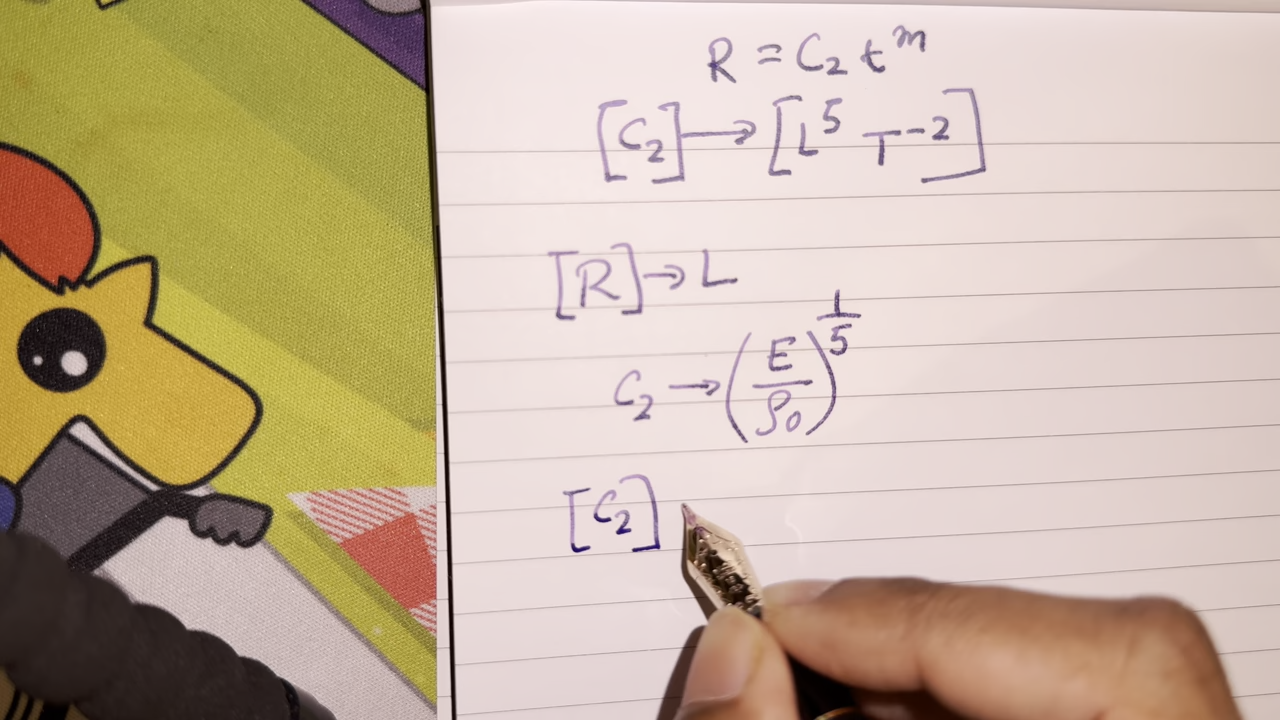 R = C₂ t^m
[C₂] → [L⁵ T⁻²]
[R] → L
C₂ → (E/ρ₀)^(1/5)
[C₂]